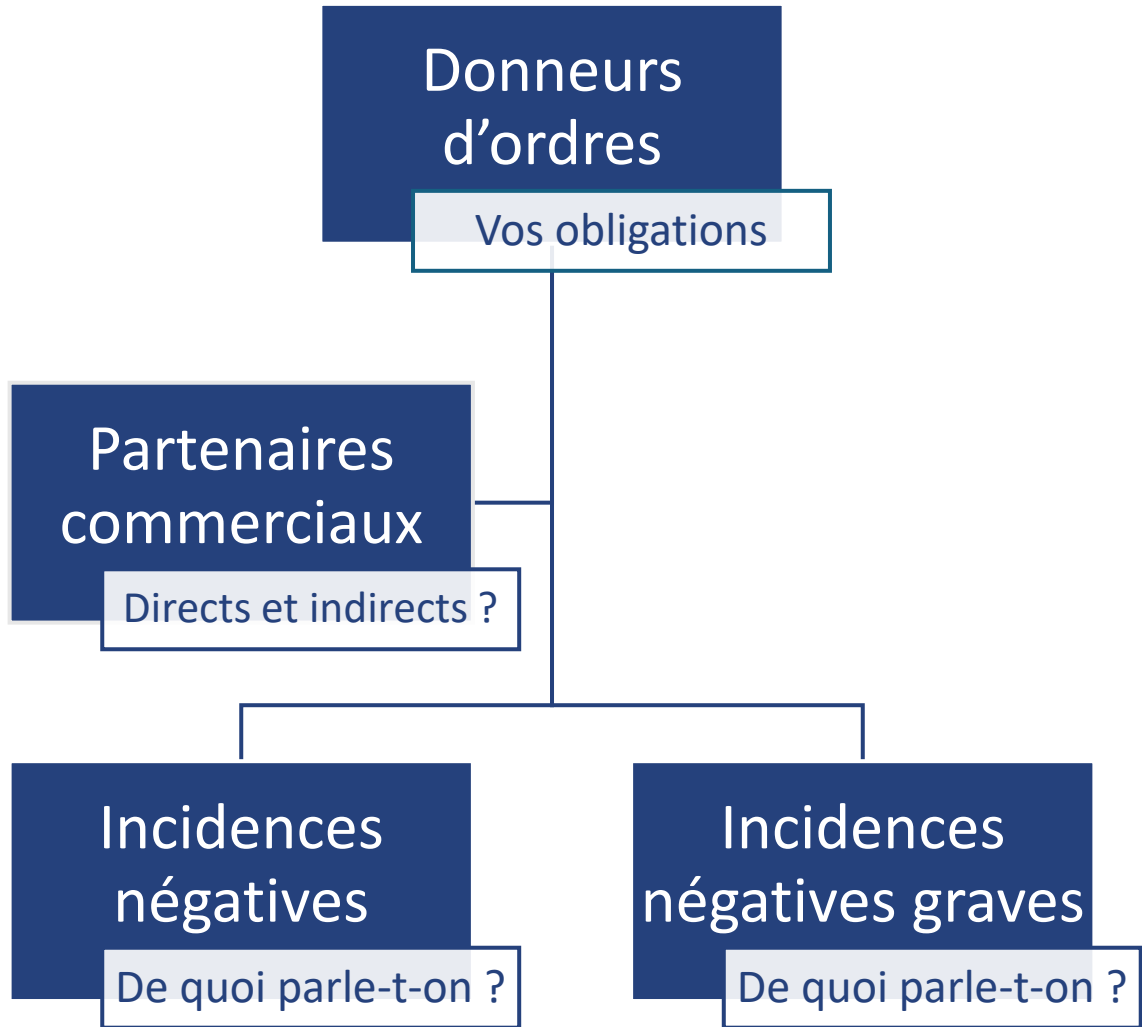 Donneurs
d’ordres
Vos obligations
Partenaires
commerciaux
Directs et indirects ?
Incidences
négatives
De quoi parle-t-on ?
Incidences
négatives graves
De quoi parle-t-on ?